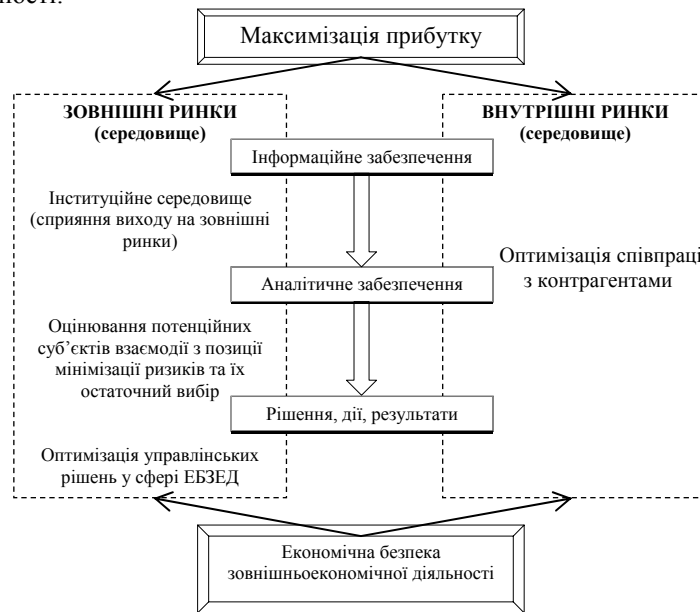 ності.
Максимізація прибутку
ЗОВНІШНІ РИНКИ
(середовище)
ВНУТРІШНІ РИНКИ
(середовище)
Інформаційне забезпечення
Інституційне середовище
(сприяння виходу на зовнішні
ринки)
Оптимізація співпраці
з контрагентами
Аналітичне забезпечення
Оцінювання потенційних
суб’єктів взаємодії з позиції
мінімізації ризиків та їх
остаточний вибір
Рішення, дії, результати
Оптимізація управлінських
рішень у сфері ЕБЗЕД
Економічна безпека
зовнішньоекономічної діяльності